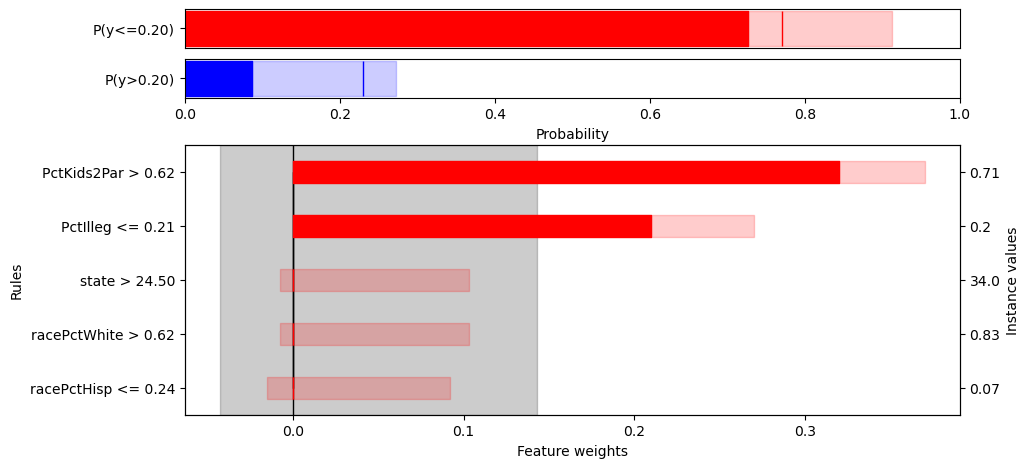 P(y<=0.20)
P(y>0.20)
0.0 0.2 0.4 0.6 0.8 1.0
Probability
PctKids2Par > 0.62 0.71
PctIlleg <= 0.21 0.2
state > 24.50 34.0
racePctWhite > 0.62 0.83
racePctHisp <= 0.24 0.07
Rules
Instance values
0.0 0.1 0.2 0.3
Feature weights